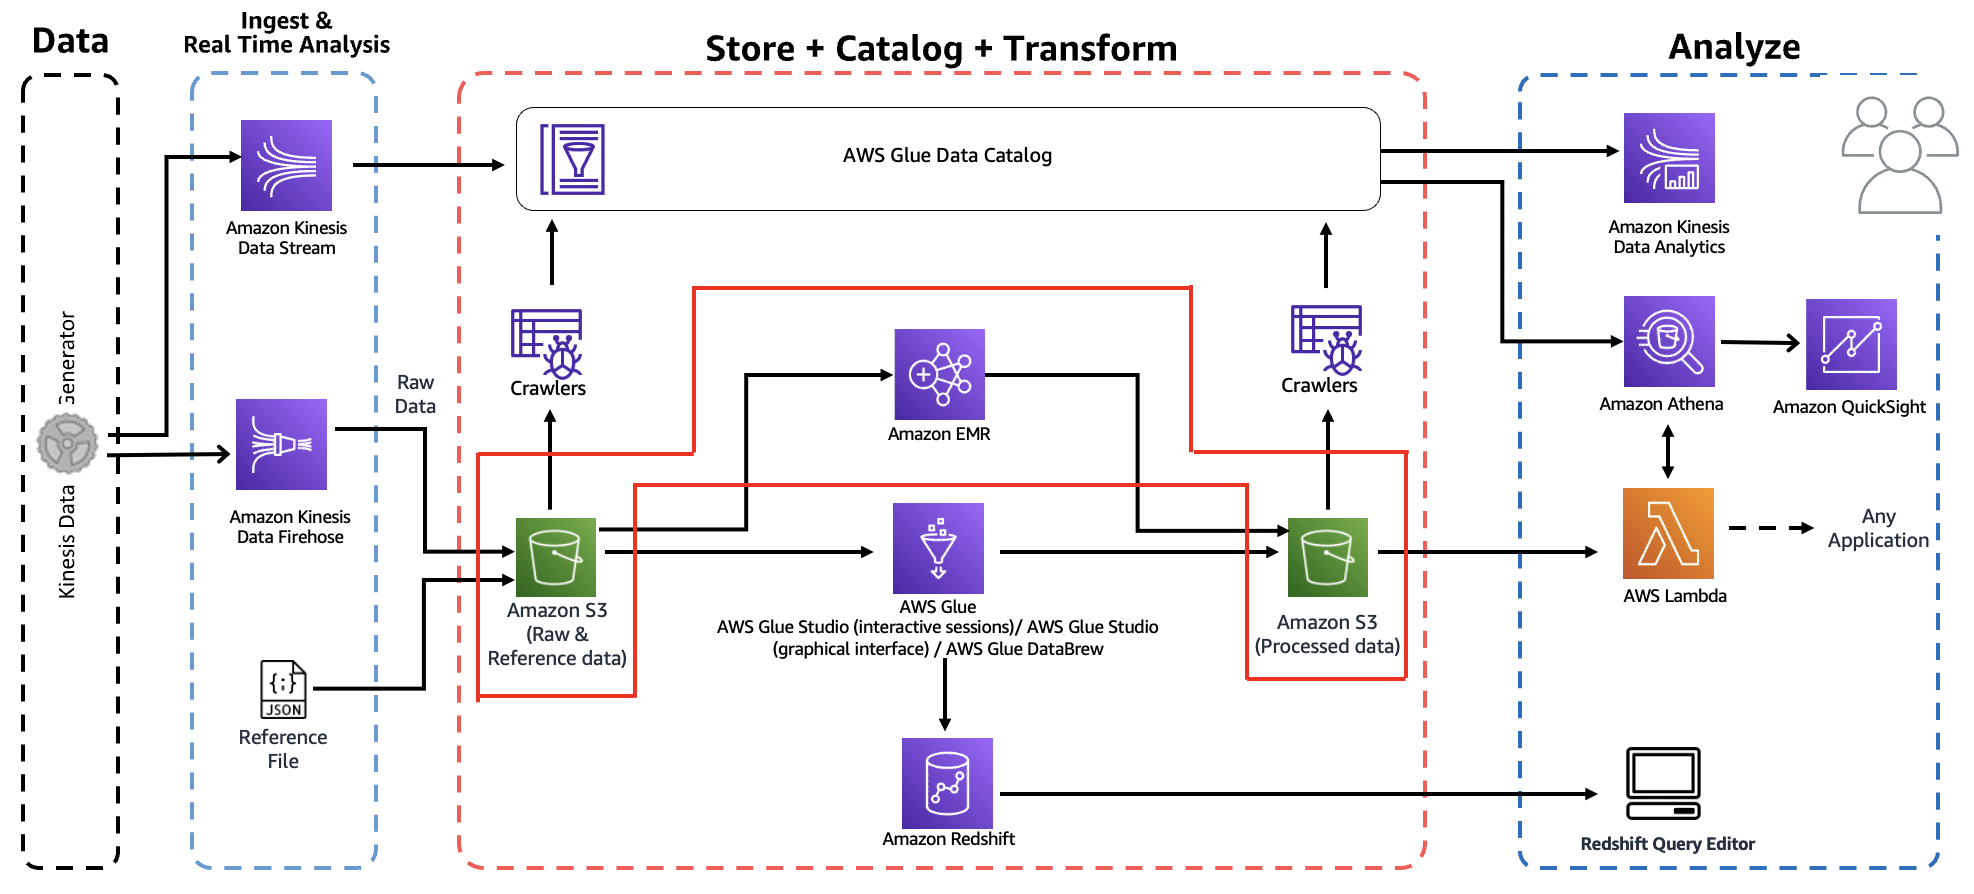 Data
Ingest &
Real Time Analysis
Store + Catalog + Transform
Analyze
Kinesis Data Generator
Amazon Kinesis
Data Stream
Raw
Data
Amazon Kinesis
Data Firehose
{;}
JSON
Reference
File
AWS Glue Data Catalog
Crawlers
Crawlers
Amazon EMR
Amazon S3
(Raw &
Reference data)
AWS Glue
AWS Glue Studio (interactive sessions)/ AWS Glue Studio
(graphical interface) / AWS Glue DataBrew
Amazon S3
(Processed data)
Amazon Redshift
Amazon Kinesis
Data Analytics
Amazon Athena
Amazon QuickSight
AWS Lambda
Any
Application
Redshift Query Editor